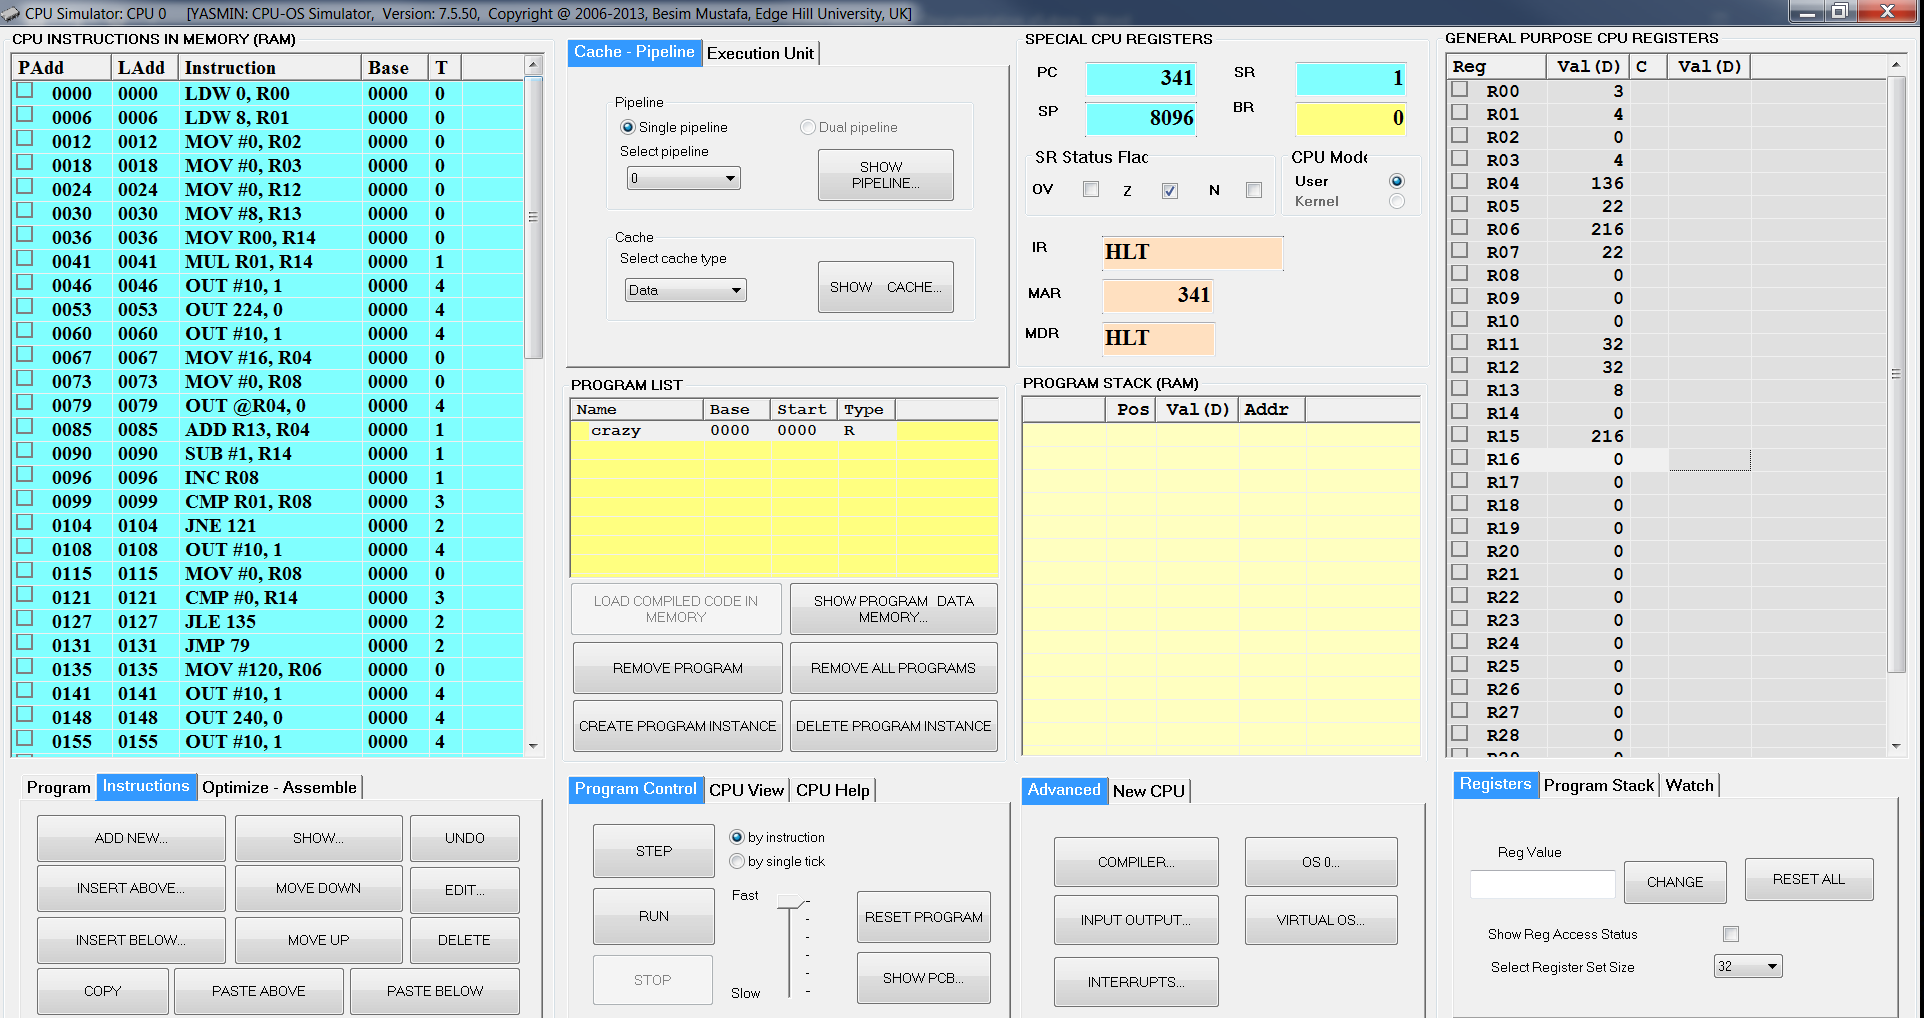 CPU Simulator: CPU 0 [YASMIN: CPU-OS Simulator, Version: 7.5.50, Copyright @ 2006-2013, Besim Mustafa, Edge Hill University, UK]
CPU INSTRUCTIONS IN MEMORY (RAM)
PAdd LAdd Instruction Base T
0000 0000 LDW 0, R00 0000 0
0006 0006 LDW 8, R01 0000 0
0012 0012 MOV #0, R02 0000 0
0018 0018 MOV #0, R03 0000 0
0024 0024 MOV #0, R12 0000 0
0030 0030 MOV #8, R13 0000 0
0036 0036 MOV R00, R14 0000 0
0041 0041 MUL R01, R14 0000 1
0046 0046 OUT #10, 1 0000 4
0053 0053 OUT 224, 0 0000 4
0060 0060 OUT #10, 1 0000 4
0067 0067 MOV #16, R04 0000 0
0073 0073 MOV #0, R08 0000 0
0079 0079 OUT @R04, 0 0000 4
0085 0085 ADD R13, R04 0000 1
0090 0090 SUB #1, R14 0000 1
0096 0096 INC R08 0000 1
0099 0099 CMP R01, R08 0000 3
0104 0104 JNE 121 0000 2
0108 0108 OUT #10, 1 0000 4
0115 0115 MOV #0, R08 0000 0
0121 0121 CMP #0, R14 0000 3
0127 0127 JLE 135 0000 2
0131 0131 JMP 79 0000 2
0135 0135 MOV #120, R06 0000 0
0141 0141 OUT #10, 1 0000 4
0148 0148 OUT 240, 0 0000 4
0155 0155 OUT #10, 1 0000 4
Program Instructions Optimize - Assemble
ADD NEW... SHOW... UNDO
INSERT ABOVE... MOVE DOWN EDIT...
INSERT BELOW... MOVE UP DELETE
COPY PASTE ABOVE PASTE BELOW
Cache - Pipeline Execution Unit
Pipeline
Single pipeline Dual pipeline
Select pipeline
0
SHOW
PIPELINE...
Cache
Select cache type
Data
SHOW CACHE...
PROGRAM LIST
Name Base Start Type
crazy 0000 0000 R
LOAD COMPILED CODE IN
MEMORY
SHOW PROGRAM DATA
MEMORY...
REMOVE PROGRAM REMOVE ALL PROGRAMS
CREATE PROGRAM INSTANCE DELETE PROGRAM INSTANCE
Program Control CPU View CPU Help
STEP
by instruction
by single tick
Fast
RUN
RESET PROGRAM
STOP
SHOW PCB...
Slow
SPECIAL CPU REGISTERS
PC 341 SR 1
SP 8096 BR 0
SR Status Flag
OV Z N
CPU Mode
User
Kernel
IR HLT
MAR 341
MDR HLT
PROGRAM STACK (RAM)
Pos Val(D) Addr
Advanced New CPU
COMPILER... OS 0...
INPUT OUTPUT... VIRTUAL OS...
INTERRUPTS...
GENERAL PURPOSE CPU REGISTERS
Reg Val(D) C Val(D)
R00 3
R01 4
R02 0
R03 4
R04 136
R05 22
R06 216
R07 22
R08 0
R09 0
R10 0
R11 32
R12 32
R13 8
R14 0
R15 216
R16 0
R17 0
R18 0
R19 0
R20 0
R21 0
R22 0
R23 0
R24 0
R25 0
R26 0
R27 0
R28 0
R29 0
Registers Program Stack Watch
Reg Value
CHANGE RESET ALL
Show Reg Access Status
Select Register Set Size 32